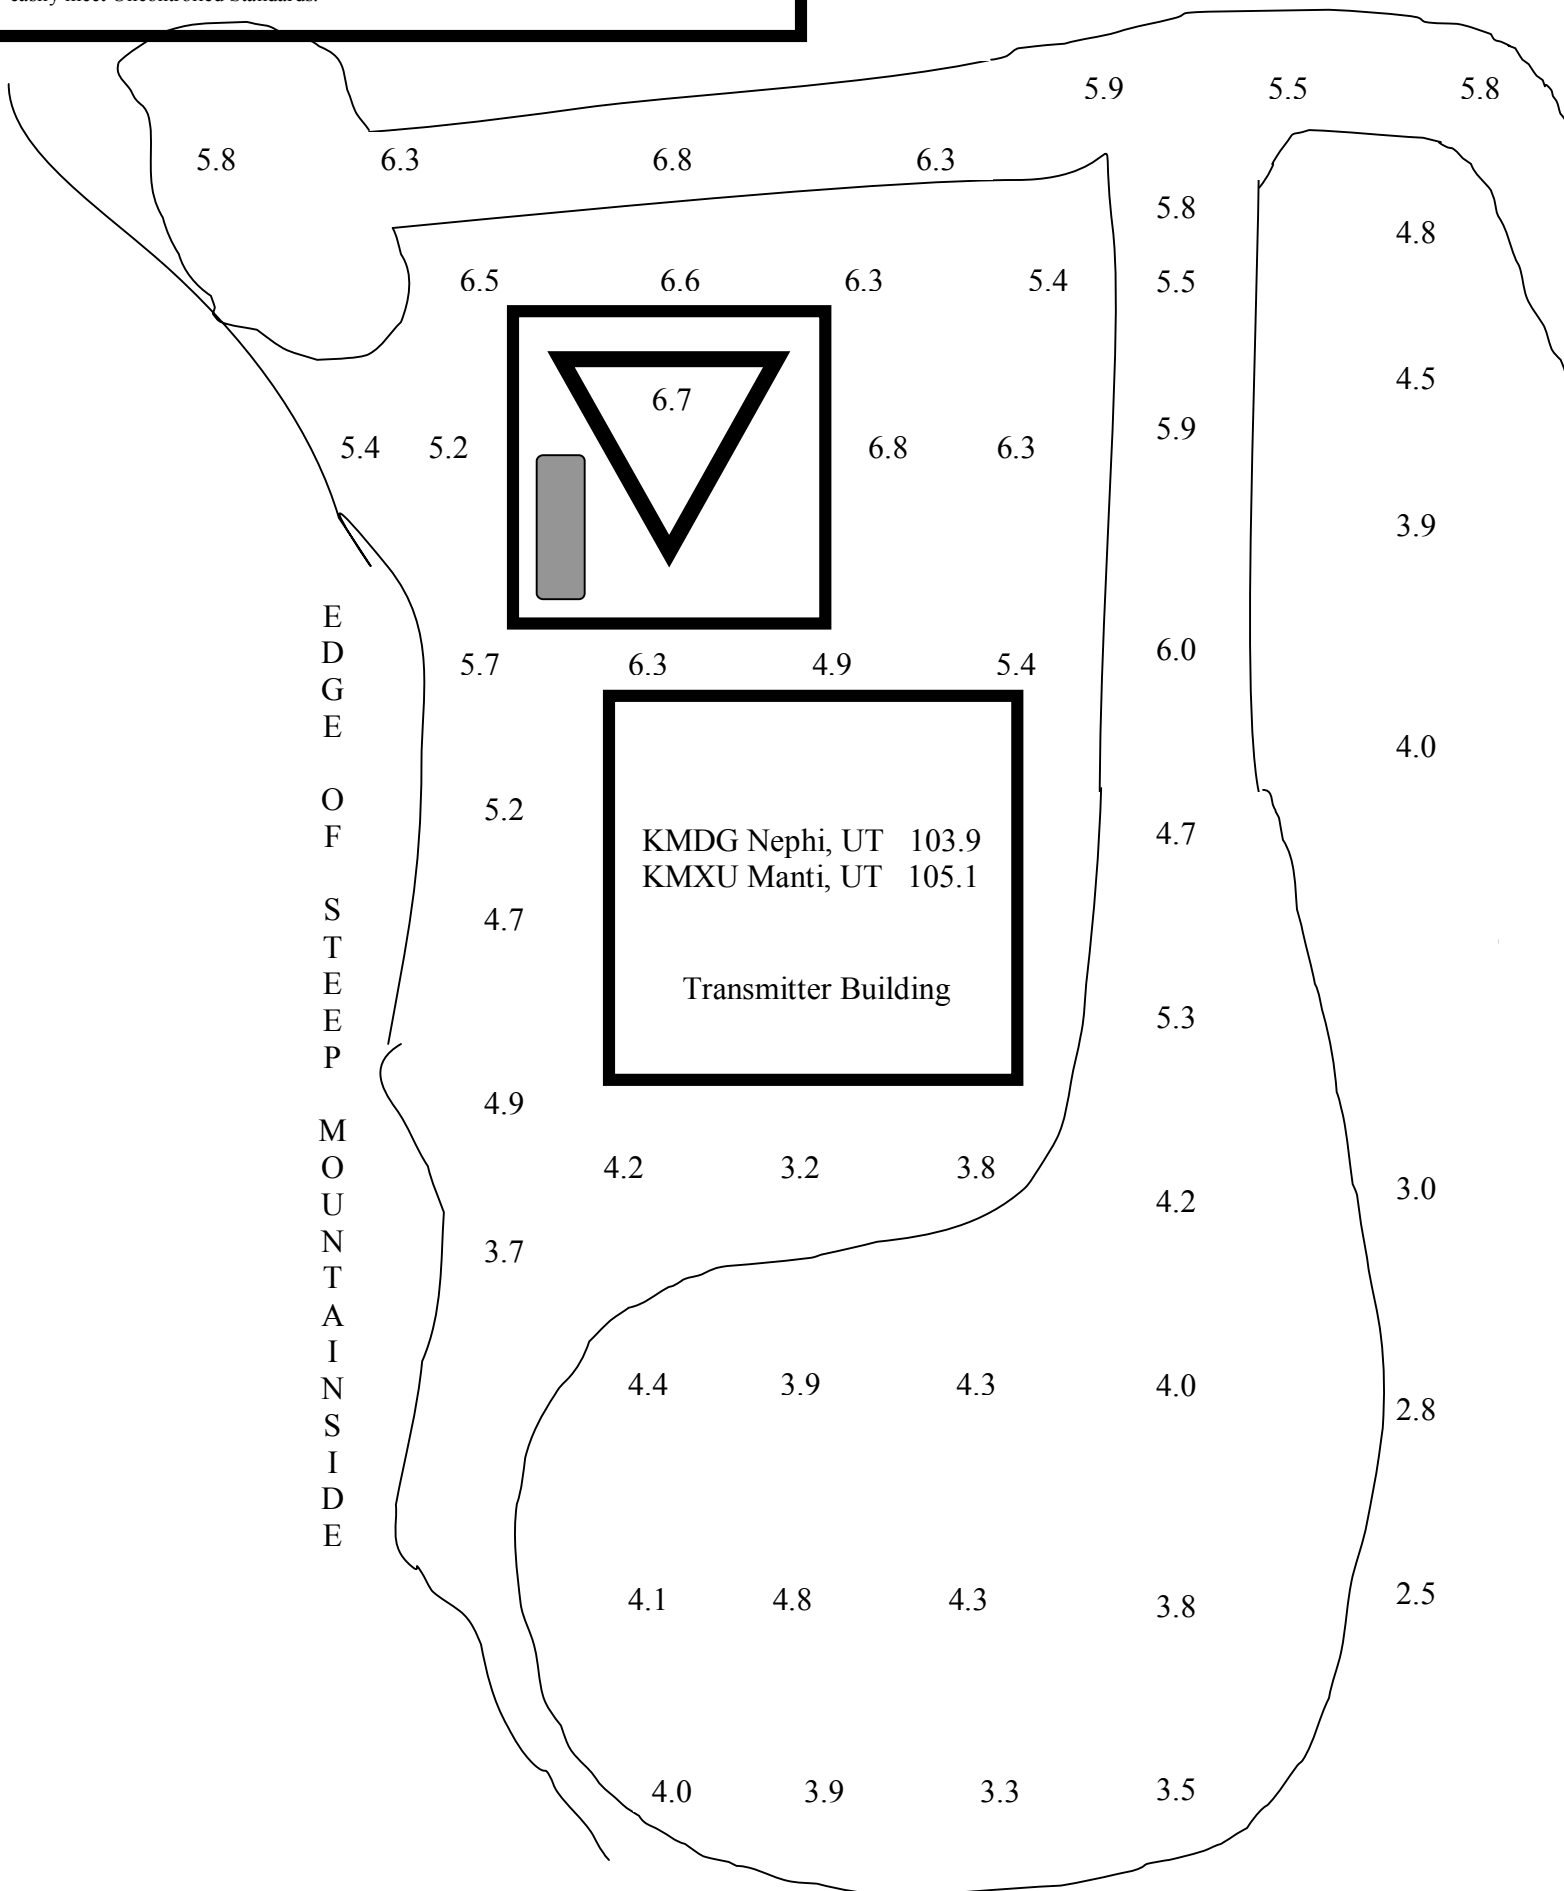 Uncontrolled Standards.
5.9 5.5 5.8
5.8 6.3 6.8 6.3
5.8
4.8
6.5 6.6 6.3 5.4 5.5
4.5
6.7
5.9
5.4 5.2 6.8 6.3
3.9
5.7 6.3 4.9 5.4 6.0
4.0
5.2
4.7
KMDG Nephi, UT 103.9
KMXU Manti, UT 105.1
4.7
Transmitter Building
5.3
4.9
4.2 3.2 3.8
3.0
4.2
3.7
4.4 3.9 4.3 4.0
2.8
4.1 4.8 4.3 3.8
2.5
4.0 3.9 3.3 3.5
EDGE OF STEEP MOUNTAINSIDE